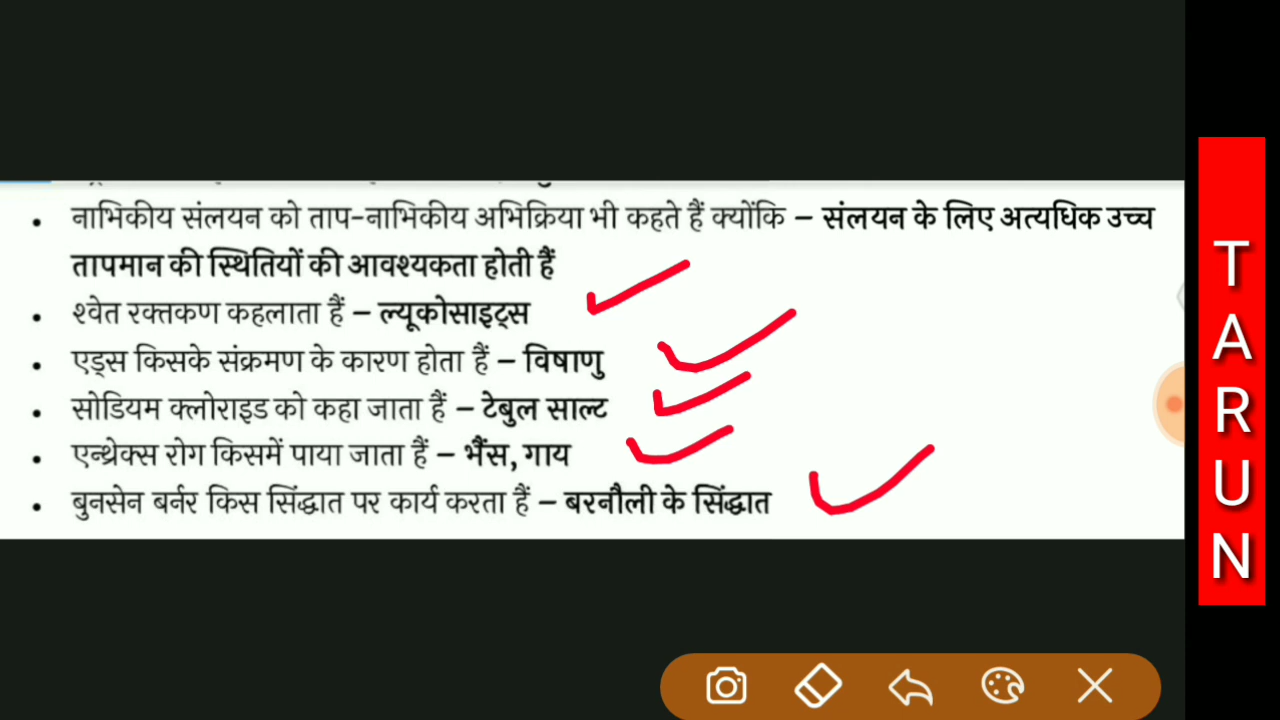 • नाभिकीय संलयन को ताप-नाभिकीय अभिक्रिया भी कहते हैं क्योंकि – संलयन के लिए अत्यधिक उच्च
तापमान की स्थितियों की आवश्यकता होती हैं
• श्वेत रक्तकण कहलाता हैं – ल्यूकोसाइट्स
• एड्स किसके संक्रमण के कारण होता हैं – विषाणु
• सोडियम क्लोराइड को कहा जाता हैं – टेबुल साल्ट
• एन्थ्रेक्स रोग किसमें पाया जाता हैं – भैंस, गाय
• बुनसेन बर्नर किस सिंद्धात पर कार्य करता हैं – बरनौली के सिंद्धात
TARUN